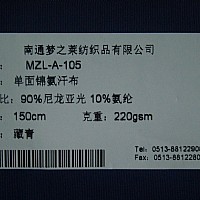 南通梦之莱纺织品有限公司
: MZL-A-105
: 单面锦氨汗布
比: 90%尼龙亚光 10%氨纶
: 150cm 克重: 220gsm
: 藏青
Tel: 0513-8812290
Fax: 0513-881228